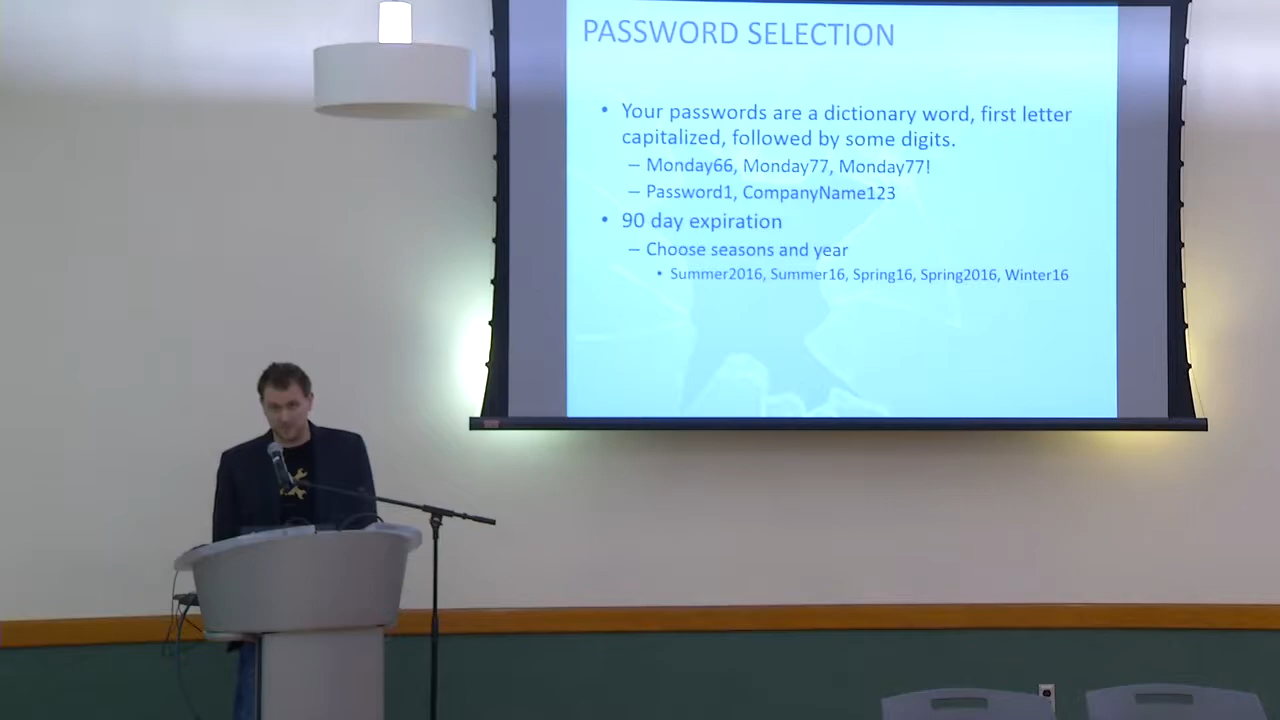 PASSWORD SELECTION
• Your passwords are a dictionary word, first letter
capitalized, followed by some digits.
– Monday66, Monday77, Monday77!
– Password1, CompanyName123
• 90 day expiration
– Choose seasons and year
• Summer2016, Summer16, Spring16, Spring2016, Winter16